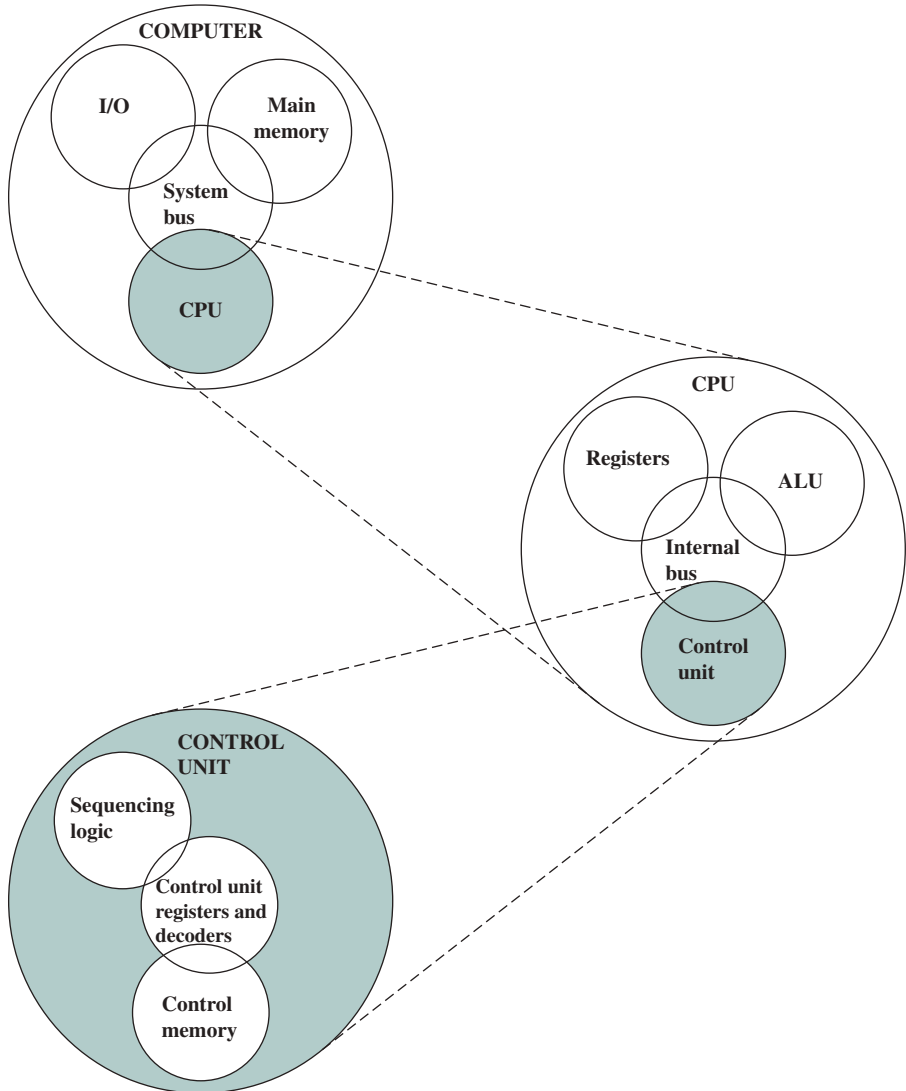 COMPUTER
I/O
Main
memory
System
bus
CPU
CPU
Registers
ALU
Internal
bus
Control
unit
CONTROL
UNIT
Sequencing
logic
Control unit
registers and
decoders
Control
memory